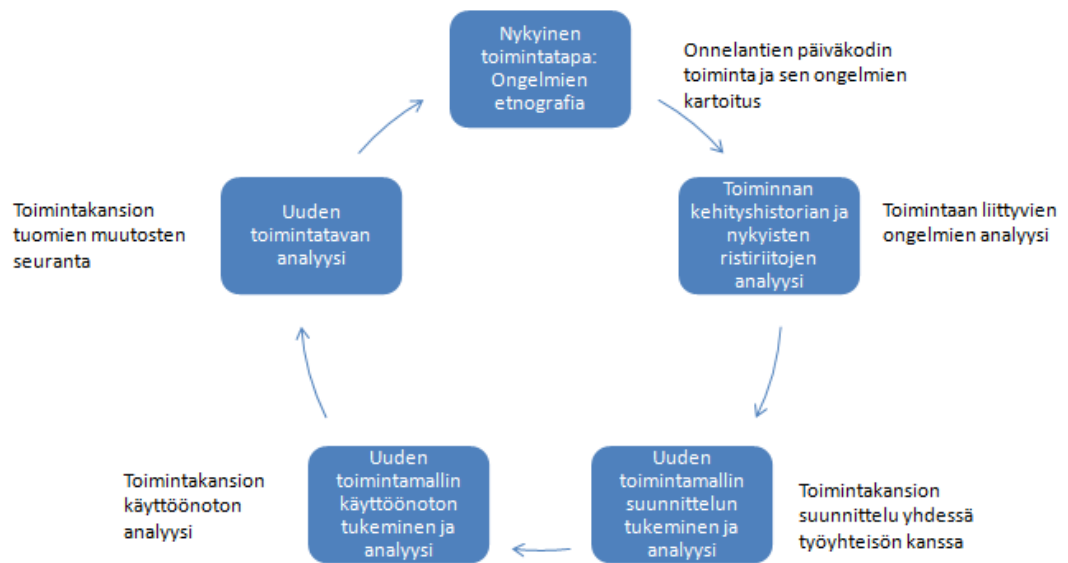 Nykyinen
toimintatapa:
Ongelmien
etnografia
Onnelantien päiväkodin
toiminta ja sen ongelmien
kartoitus
Toiminnan
kehityshistorian ja
nykyisten
ristiriitojen
analyysi
Toimintaan liittyvien
ongelmien analyysi
Uuden
toimintamallin
suunnittelun
tukeminen ja
analyysi
Toimintakansion
suunnittelu yhdessä
työyhteisön kanssa
Uuden
toimintamallin
käyttöönoton
tukeminen ja
analyysi
Toimintakansion
käyttöönoton
analyysi
Uuden
toimintatavan
analyysi
Toimintakansion
tuomien muutosten
seuranta